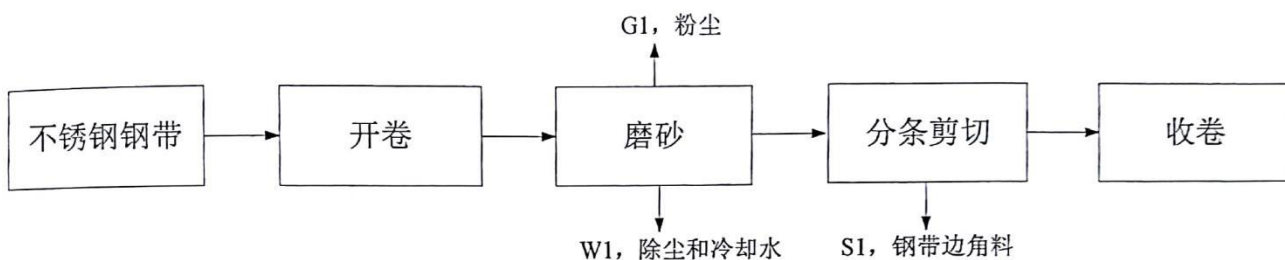 G1，粉尘
不锈钢钢带
开卷
磨砂
分条剪切
收卷
W1，除尘和冷却水
S1，钢带边角料